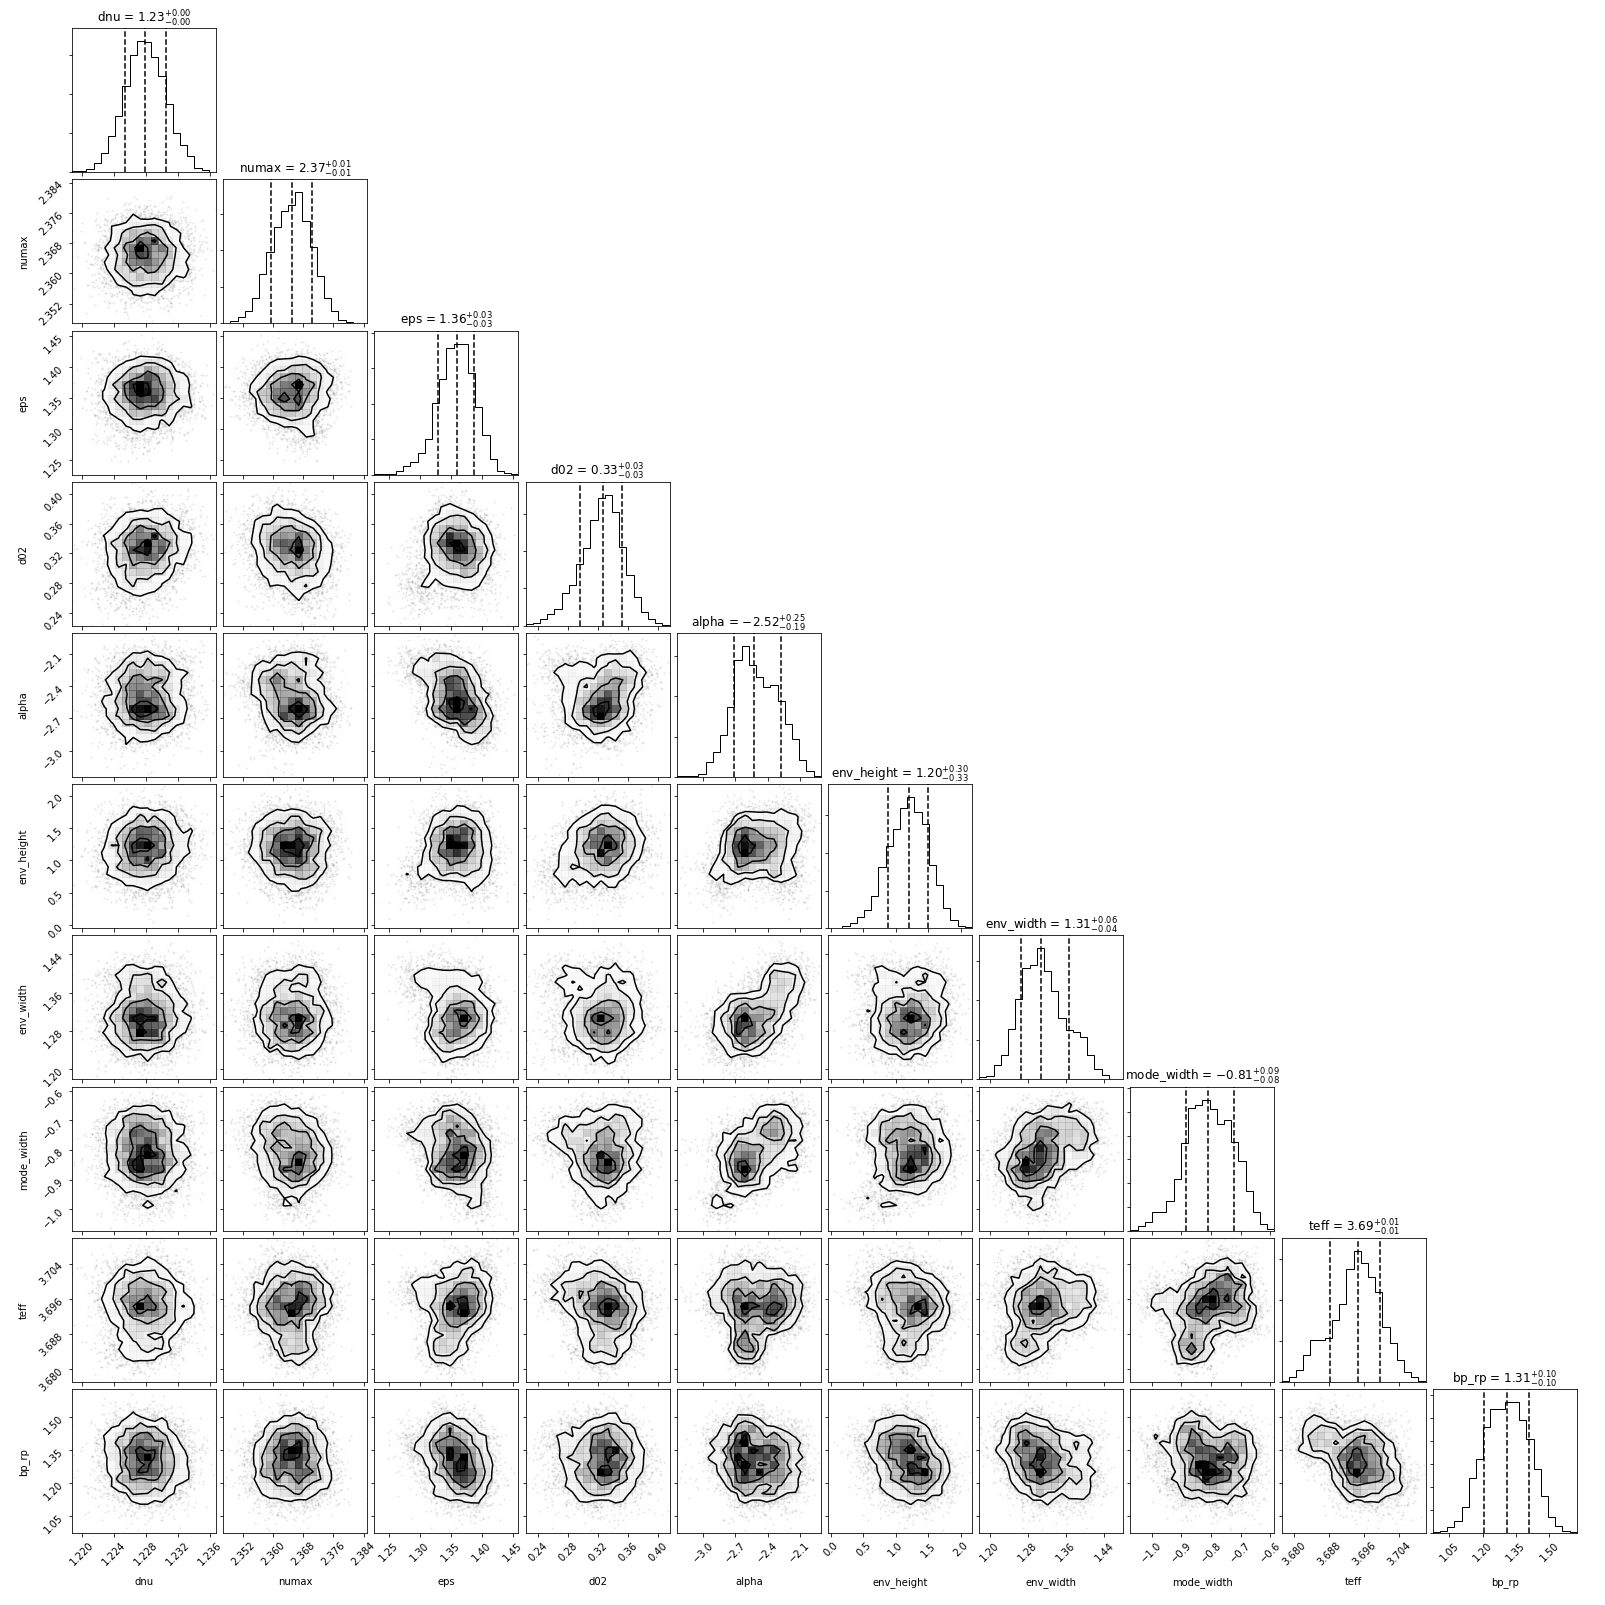 dnu = 1.23+0.00 −0.00
numax = 2.37+0.01 −0.01
2.384
2.376
2.368
2.360
2.352
numax
eps = 1.36+0.03 −0.03
1.45
1.40
1.35
1.30
1.25
eps
d02 = 0.33+0.03 −0.03
0.40
0.36
0.32
0.28
0.24
d02
alpha = −2.52+0.25 −0.19
−2.1
−2.4
−2.7
−3.0
alpha
env_height = 1.20+0.30 −0.33
2.0
1.5
1.0
0.5
0.0
env_height
env_width = 1.31+0.06 −0.04
1.44
1.36
1.28
1.20
env_width
mode_width = −0.81+0.09 −0.08
−0.6
−0.7
−0.8
−0.9
−1.0
mode_width
teff = 3.69+0.01 −0.01
3.704
3.696
3.688
3.680
teff
bp_rp = 1.31+0.10 −0.10
1.50
1.35
1.20
1.05
bp_rp
1.220 1.224 1.228 1.232 1.236 2.352 2.360 2.368 2.376 2.384 1.25 1.30 1.35 1.40 1.45 0.24 0.28 0.32 0.36 0.40 −3.0 −2.7 −2.4 −2.1 0.0 0.5 1.0 1.5 2.0 1.20 1.28 1.36 1.44 −1.0 −0.9 −0.8 −0.7 −0.6 3.680 3.688 3.696 3.704 1.05 1.20 1.35 1.50
dnu numax eps d02 alpha env_height env_width mode_width teff bp_rp